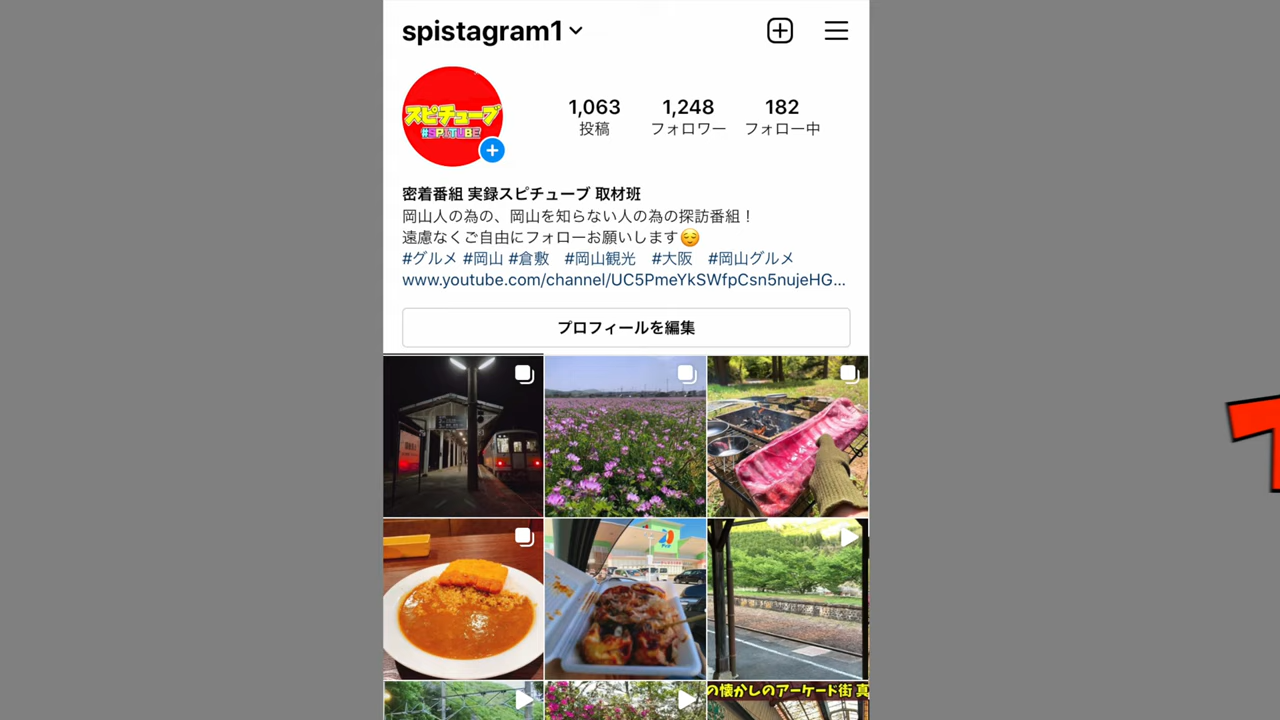 spistagram1
スピチューブ
#SPITUBE
1,063 1,248 182
投稿 フォロワー フォロー中
密着番組 実録スピチューブ 取材班
岡山人の為の、岡山を知らない人の為の探訪番組！
遠慮なくご自由にフォローお願いします😌
#グルメ #岡山 #倉敷 #岡山観光 #大阪 #岡山グルメ
www.youtube.com/channel/UC5PmeYkSWfpCsn5nujeHG...
プロフィールを編集
の懐かしのアーケード街 真